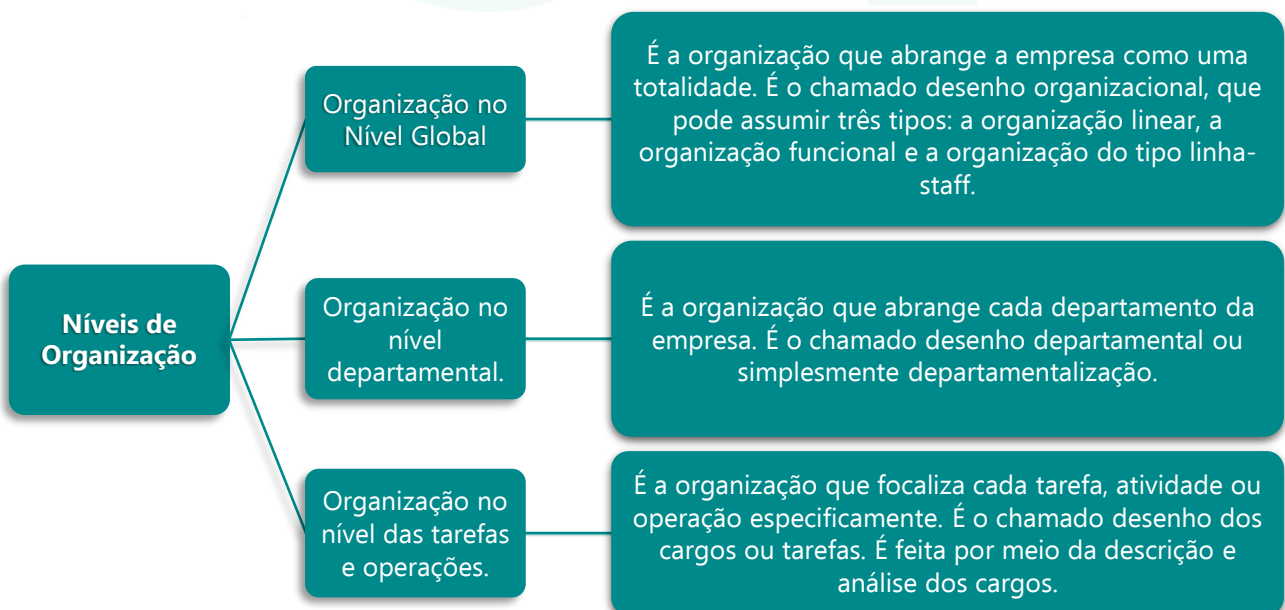 Níveis de
Organização
Organização no
Nível Global
É a organização que abrange a empresa como uma
totalidade. É o chamado desenho organizacional, que
pode assumir três tipos: a organização linear, a
organização funcional e a organização do tipo linha-
staff.
Organização no
nível
departamental.
É a organização que abrange cada departamento da
empresa. É o chamado desenho departamental ou
simplesmente departamentalização.
Organização no
nível das tarefas
e operações.
É a organização que focaliza cada tarefa, atividade ou
operação especificamente. É o chamado desenho dos
cargos ou tarefas. É feita por meio da descrição e
análise dos cargos.